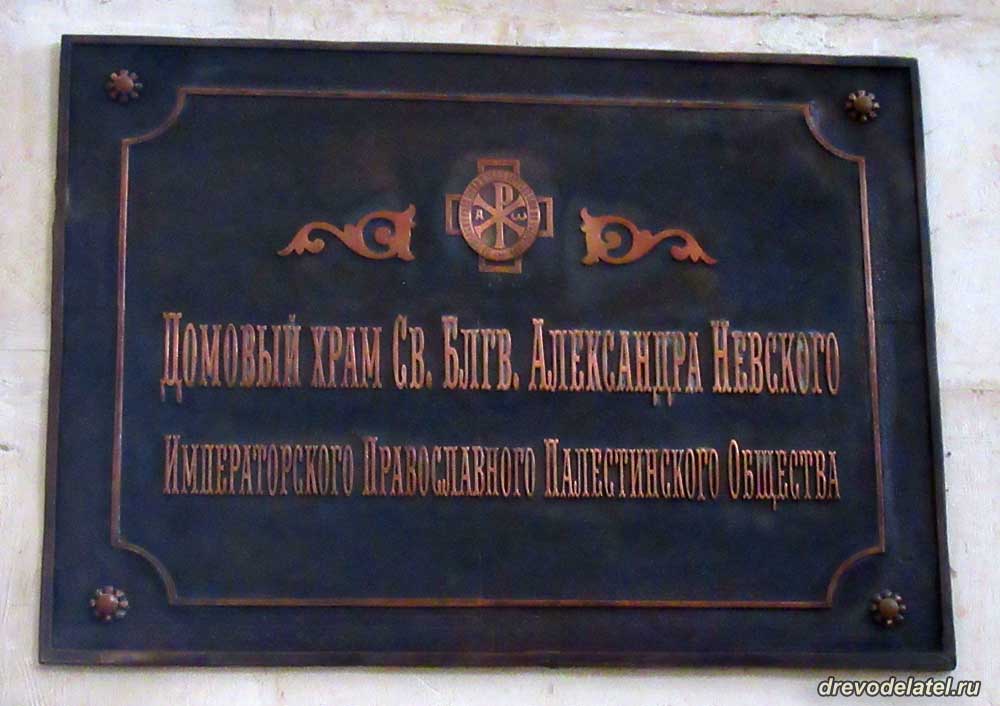 Р
А Ѡ
Домовый храм Св. Блгв. Александра Невского
Императорского Православного Палестинского Общества
drevodelatel.ru